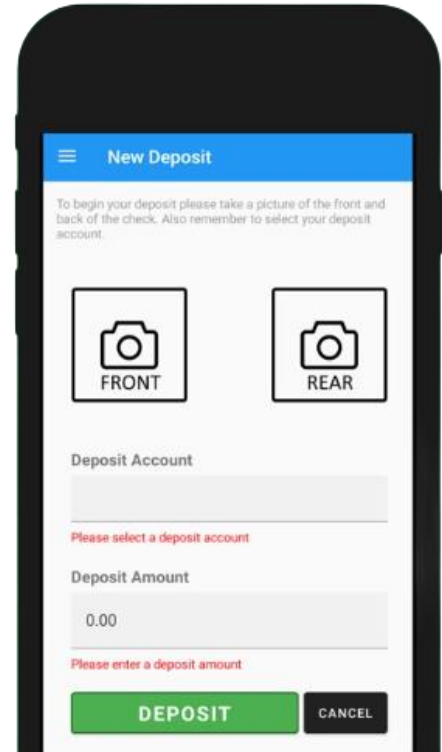 New Deposit
To begin your deposit please take a picture of the front and
back of the check. Also remember to select your deposit
account.
FRONT REAR
Deposit Account
Please select a deposit account
Deposit Amount
0.00
Please enter a deposit amount
DEPOSIT CANCEL